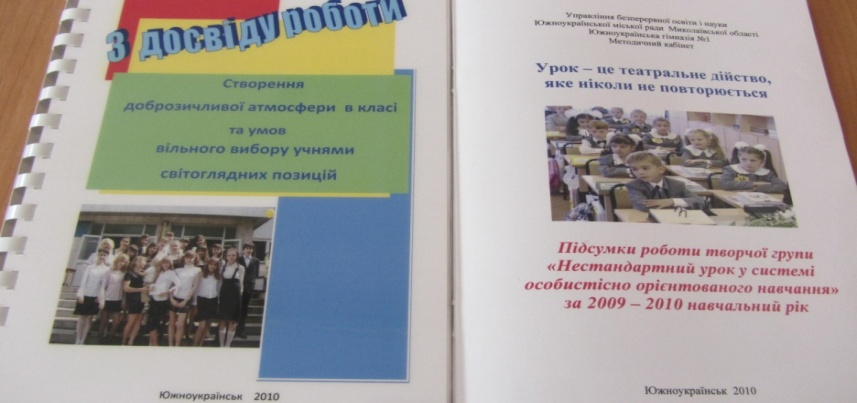 З досвіду роботи
Створення
доброзичливої атмосфери в класі
та умов
вільного вибору учнями
світоглядних позицій
Южноукраїнськ 2010
Управління безперервної освіти і науки
Южноукраїнської міської ради Миколаївської області
Южноукраїнська гімназія №1
Методичний кабінет
Урок – це театральне дійство,
яке ніколи не повторюється
Підсумки роботи творчої групи
«Нестандартний урок у системі
особистісно орієнтованого навчання»
за 2009 – 2010 навчальний рік
Южноукраїнськ 2010